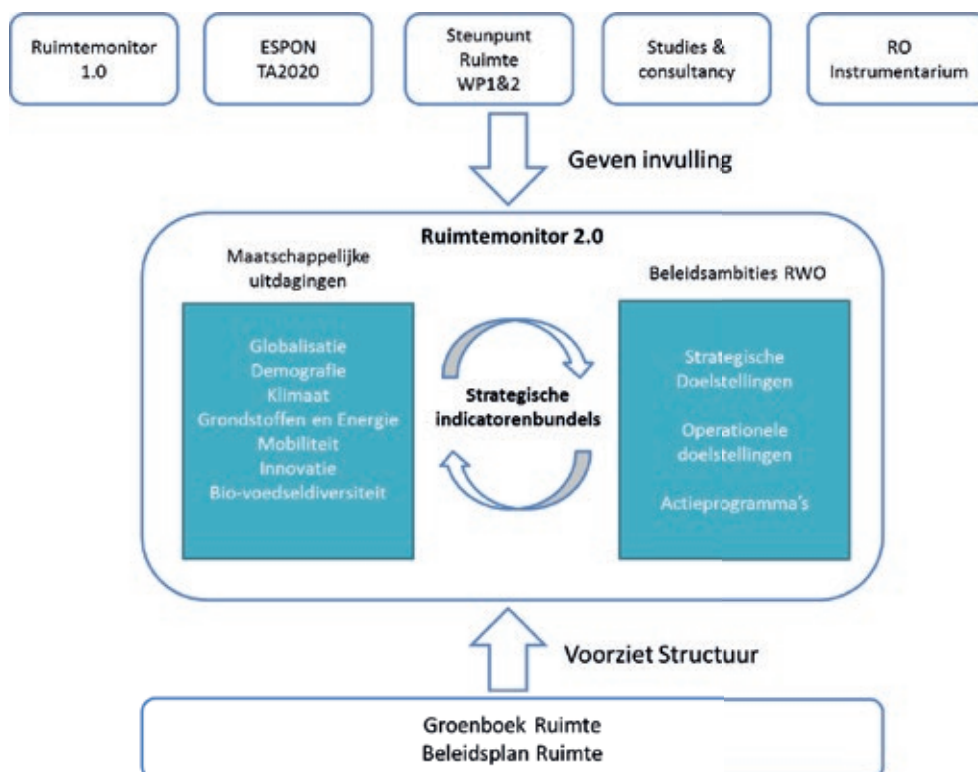 Ruimtemonitor
1.0
ESPON
TA2020
Steunpunt
Ruimte
WP1&2
Studies &
consultancy
RO
Instrumentarium
Geven invulling
Ruimtemonitor 2.0
Maatschappelijke
uitdagingen
Globalisatie
Demografie
Klimaat
Grondstoffen en Energie
Mobiliteit
Innovatie
Bio-voedseldiversiteit
Strategische
indicatorenbundels
Beleidsambities RWO
Strategische
Doelstellingen
Operationele
doelstellingen
Actieprogramma's
Voorziet Structuur
Groenboek Ruimte
Beleidsplan Ruimte